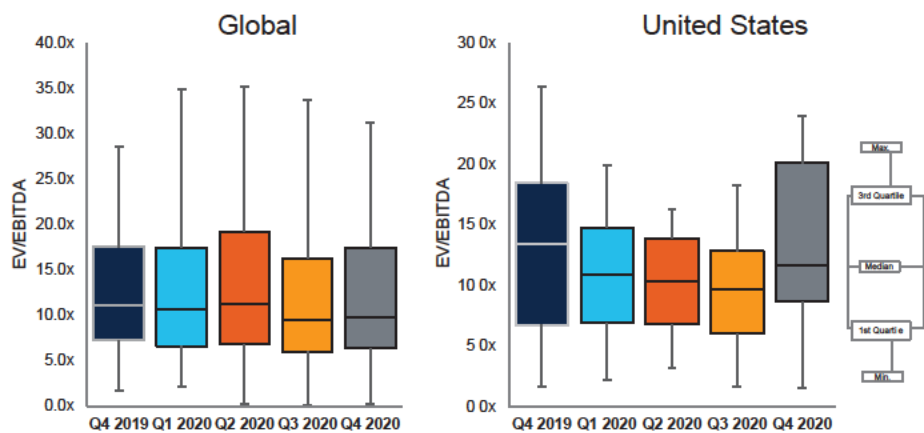 Global
EV/EBITDA
40.0x
35.0x
30.0x
25.0x
20.0x
15.0x
10.0x
5.0x
0.0x
Q4 2019 Q1 2020 Q2 2020 Q3 2020 Q4 2020
United States
EV/EBITDA
30 0x
20 0x
15 0x
10 0x
5 0x
0 0x
Q4 2019 Q1 2020 Q2 2020 Q3 2020 Q4 2020
Max.
3rd Quartile
Median
1st Quartile
Min.